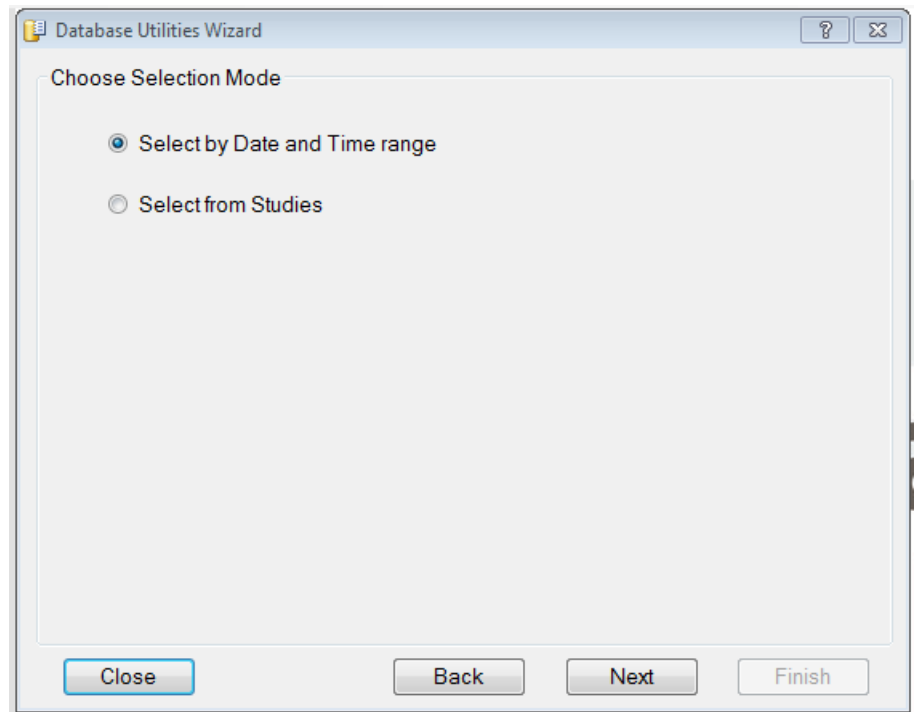 Database Utilities Wizard
?
Choose Selection Mode
Select by Date and Time range
Select from Studies
Close Back Next Finish